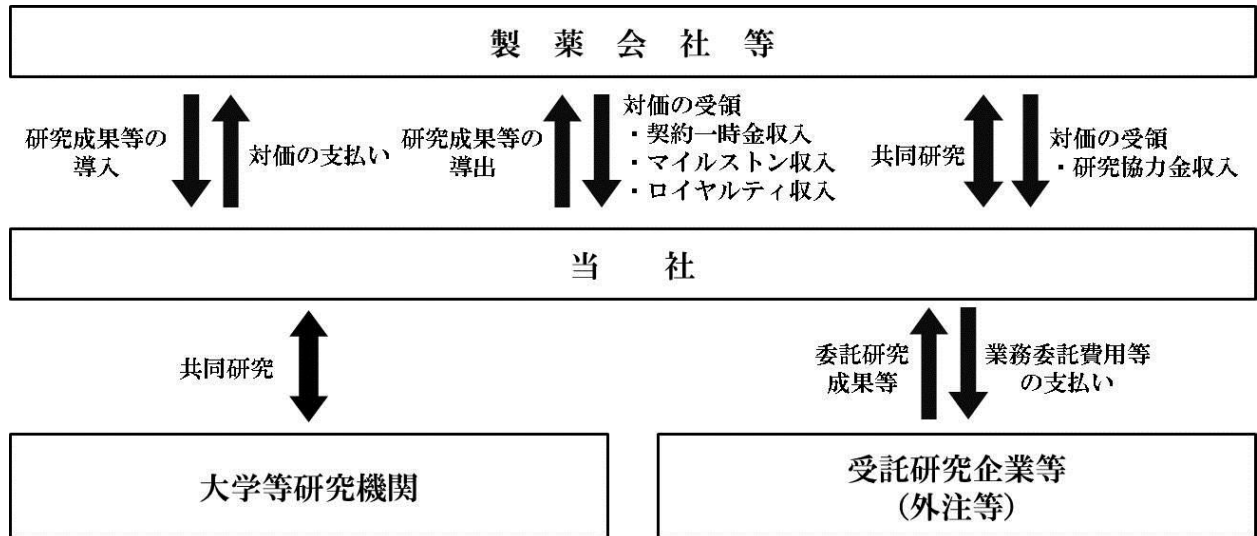 製薬会社等
研究成果等の
導入
対価の支払い
研究成果等の
導出
対価の受領
・契約一時金収入
・マイルストン収入
・ロイヤルティ収入
共同研究
対価の受領
・研究協力金収入
当社
共同研究
委託研究
成果等
業務委託費用等
の支払い
大学等研究機関
受託研究企業等
(外注等)